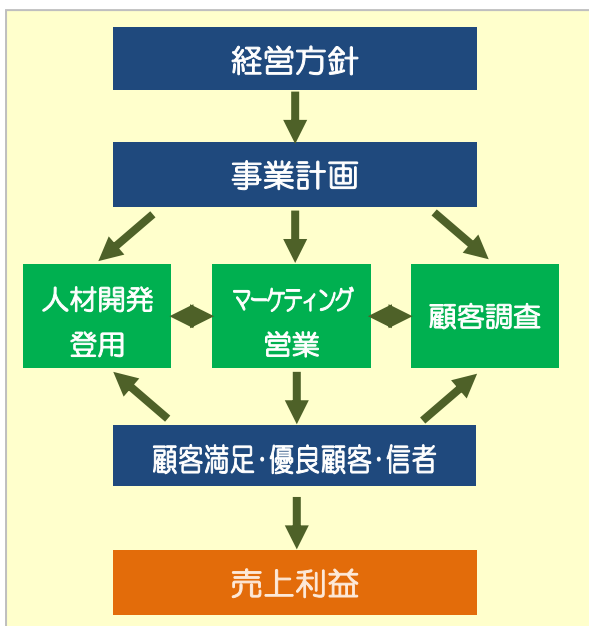 経営方針
事業計画
人材開発
登用
マーケティング
営業
顧客調査
顧客満足・優良顧客・信者
売上利益